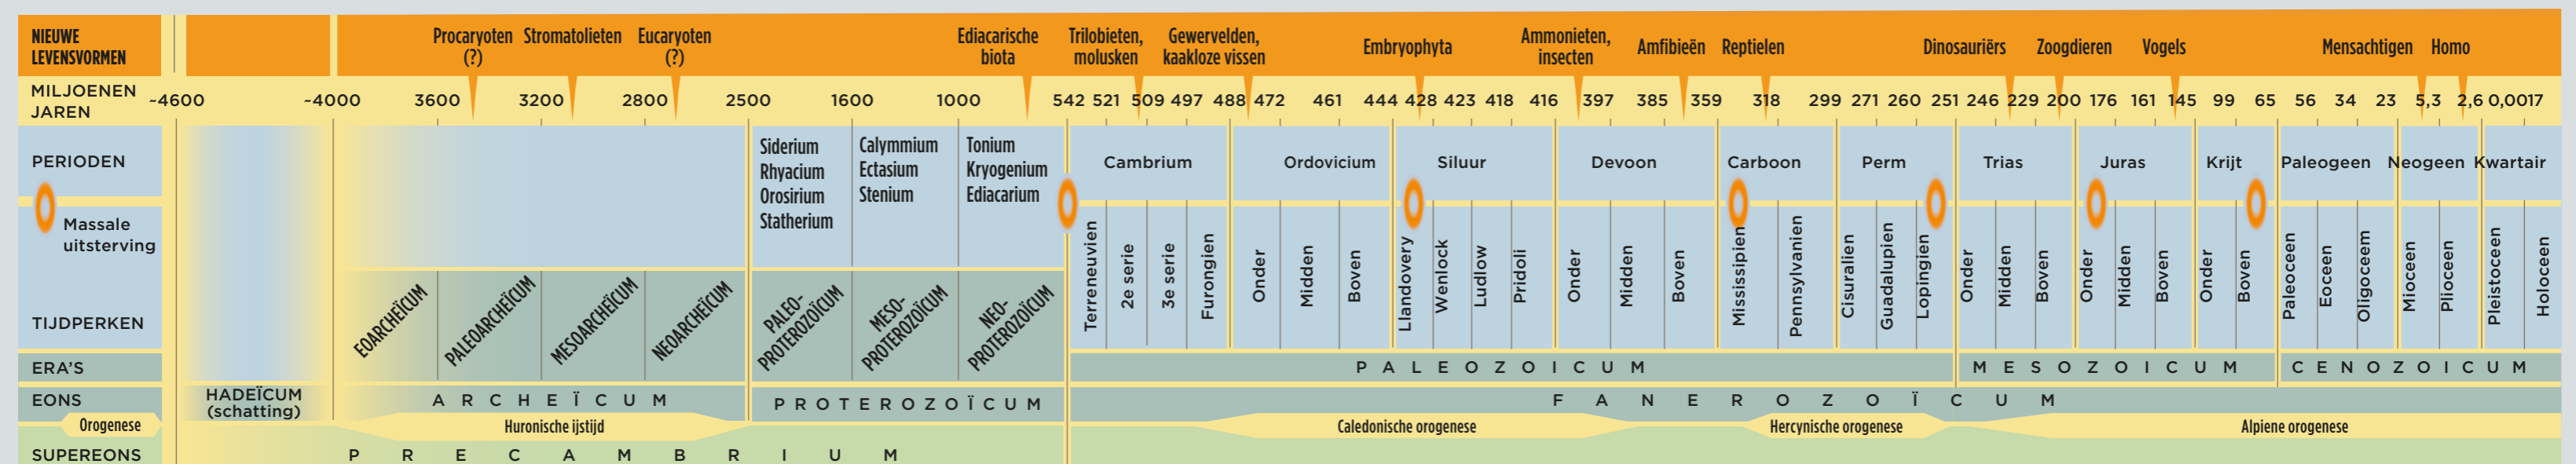 NIEUWE
LEVENSVORMEN
Procaryoten
(?)
Stromatolieten
Eucaryoten
(?)
Ediacarische
biota
Trilobieten,
molusken
Gewervelden,
kaakloze vissen
Embryophyta
Ammonieten,
insecten
Amfibieën
Reptielen
Dinosauriërs
Zoogdieren
Vogels
Mensachtigen
Homo
MILJOENEN
JAREN
~4600 ~4000 3600 3200 2800 2500 1600 1000 542 521 509 497 488 472 461 444 428 423 418 416 397 385 359 318 299 271 260 251 246 229 200 176 161 145 99 65 56 34 23 5,3 2,6 0,0017
PERIODEN
Siderium
Rhyacium
Orosirium
Statherium
Calymmium
Ectasium
Stenium
Tonium
Kryogenium
Ediacarium
Cambrium
Ordovicium
Siluur
Devoon
Carboon
Perm
Trias
Juras
Krijt
Paleogeen
Neogeen
Kwartair
Massale
uitsterving
TIJDPERKEN
EOARCHEÏCUM
PALEOARCHEÏCUM
MESOARCHEÏCUM
NEOARCHEÏCUM
PALEO-
PROTEROZOÏCUM
MESO-
PROTEROZOÏCUM
NEO-
PROTEROZOÏCUM
Terreneuvien
2e serie
3e serie
Furongien
Onder
Midden
Boven
Llandovery
Wenlock
Ludlow
Pridoli
Onder
Midden
Boven
Mississipien
Pennsylvanien
Cisuralien
Guadalupien
Lopingien
Onder
Midden
Boven
Onder
Midden
Boven
Onder
Boven
Paleoceen
Eoceen
Oligoceem
Mioceen
Plioceen
Pleistoceen
Holoceen
ERA'S
PALEOZOICUM
MESOZOICUM
CENOZOICUM
EONS
HADEÏCUM
(schatting)
ARCHEÏCUM
PROTEROZOÏCUM
FANEROZOÏCUM
Orogenese
Huronische ijstijd
Caledonische orogenese
Hercynische orogenese
Alpiene orogenese
SUPEREONS
PRECAMBRIUM